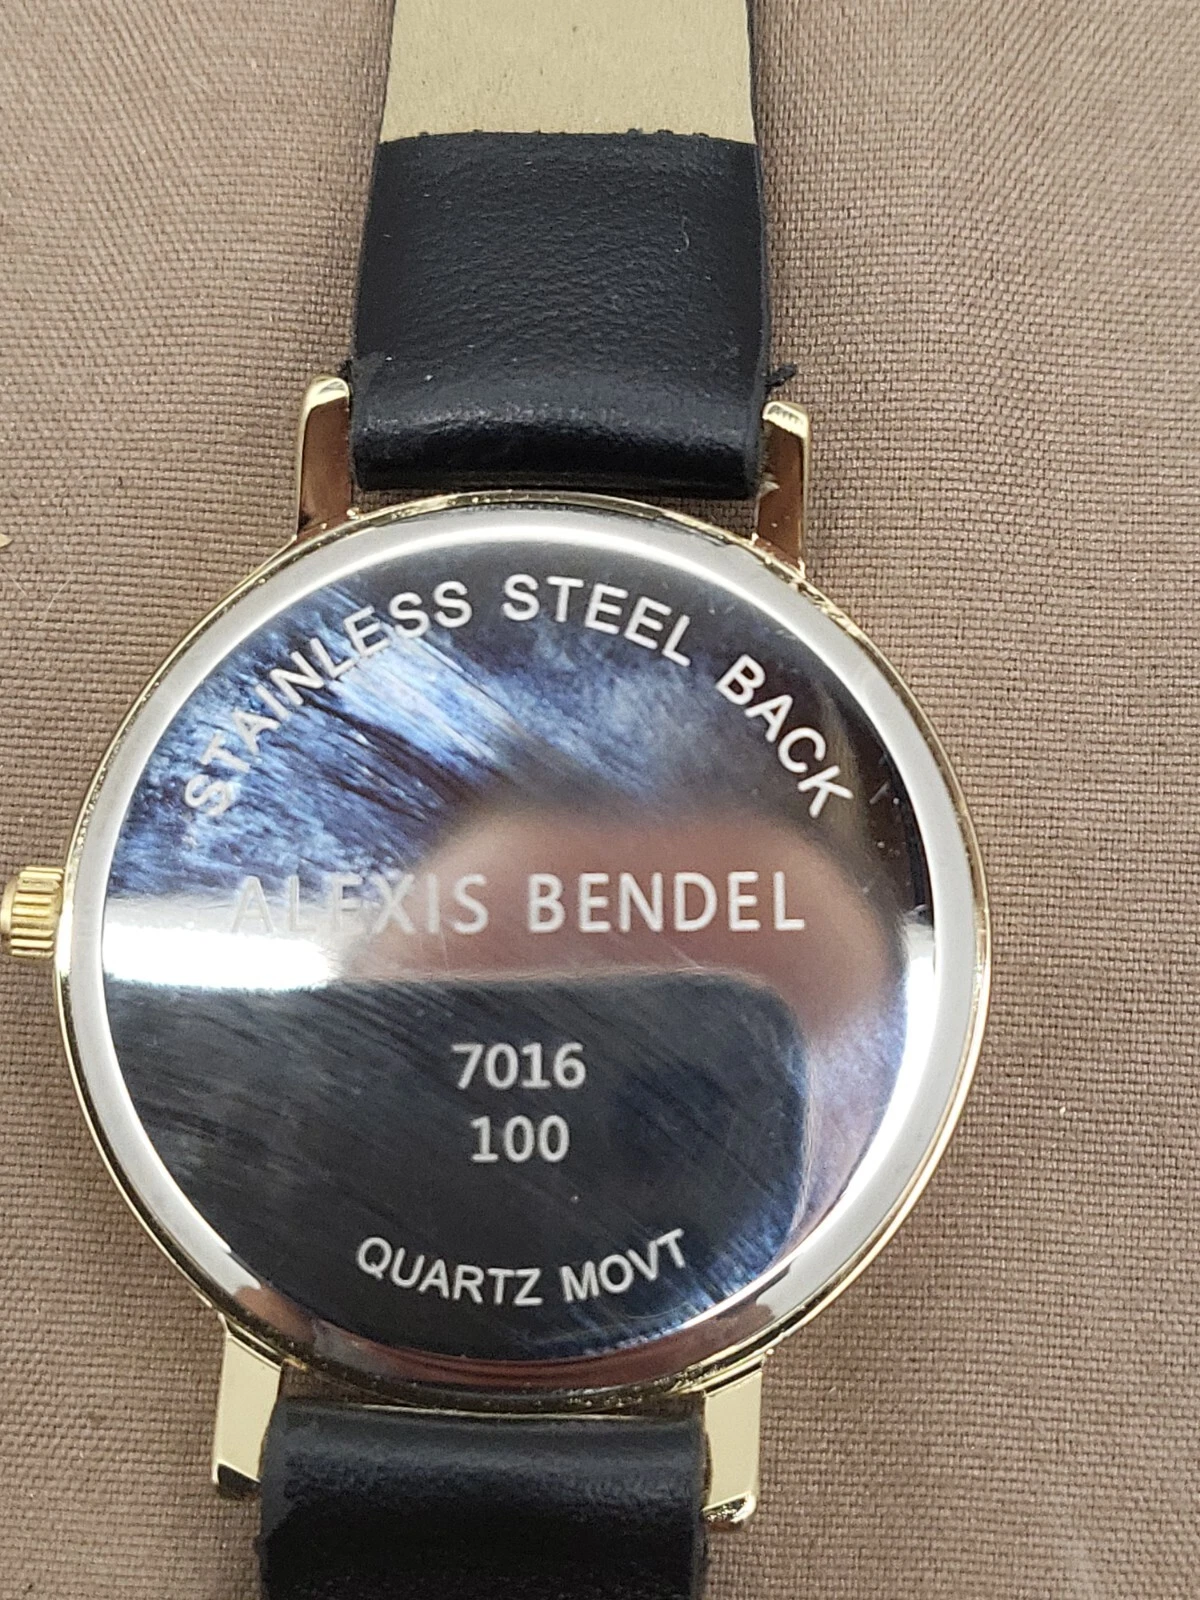 STAINLESS STEEL BACK
ALEXIS BENDEL
7016
100
QUARTZ MOVT